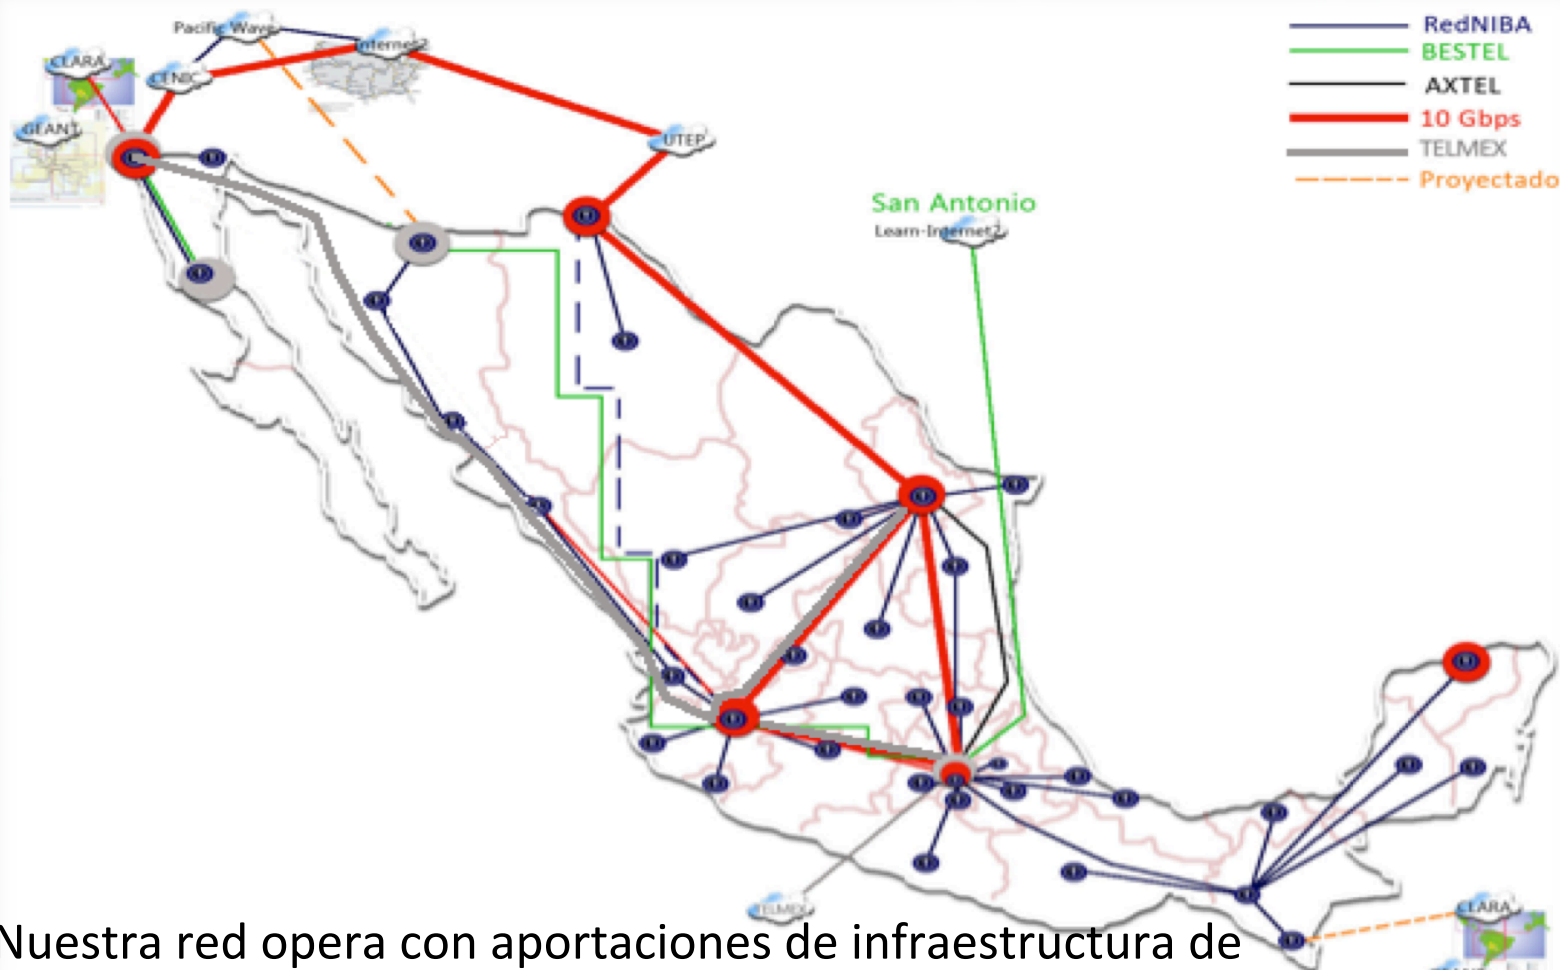 Pacific Wave
Internet2
CLARA
CENIC
GEANT
UTEP
RedNIBA
BESTEL
AXTEL
10 Gbps
TELMEX
Proyectado
San Antonio
Learn-Internet2
TELMEX
CLARA
Nuestra red opera con aportaciones de infraestructura de